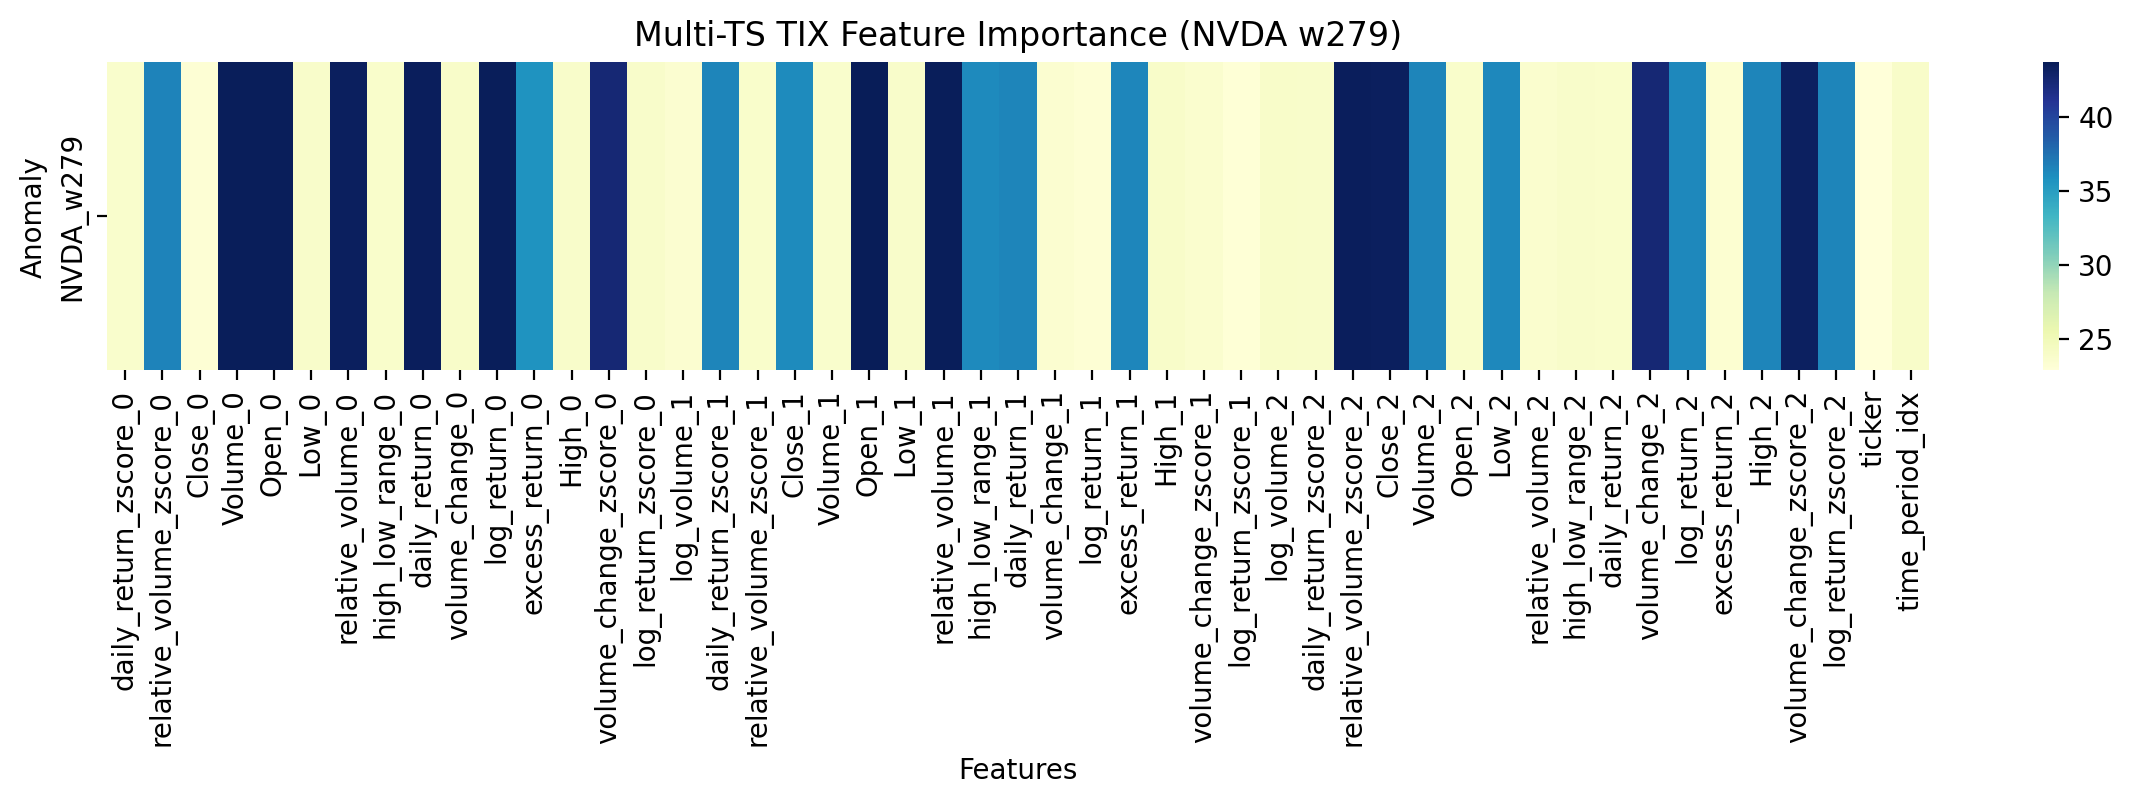 Multi-TS TIX Feature Importance (NVDA w279)
Anomaly
NVDA_w279
40
35
30
25
daily_return_zscore_0
relative_volume_zscore_0
Close_0
Volume_0
Open_0
Low_0
relative_volume_0
high_low_range_0
daily_return_0
volume_change_0
log_return_0
excess_return_0
High_0
volume_change_zscore_0
log_return_zscore_0
log_volume_1
daily_return_zscore_1
relative_volume_zscore_1
Close_1
Volume_1
Open_1
Low_1
relative_volume_1
high_low_range_1
daily_return_1
volume_change_1
log_return_1
excess_return_1
High_1
volume_change_zscore_1
log_return_zscore_1
log_volume_2
daily_return_zscore_2
relative_volume_zscore_2
Close_2
Volume_2
Open_2
Low_2
relative_volume_2
high_low_range_2
daily_return_2
volume_change_2
log_return_2
excess_return_2
High_2
volume_change_zscore_2
log_return_zscore_2
ticker
time_period_idx
Features